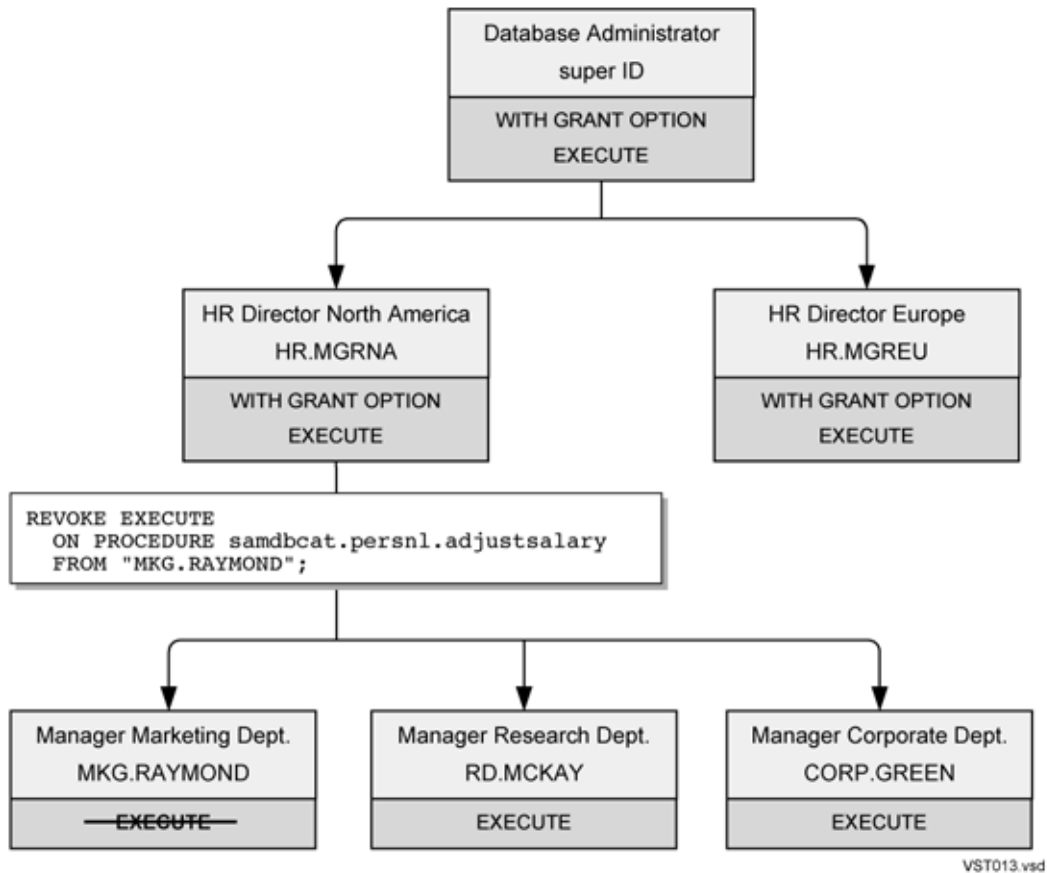 Database Administrator
super ID
WITH GRANT OPTION
EXECUTE
HR Director North America
HR.MGRNA
WITH GRANT OPTION
EXECUTE
HR Director Europe
HR.MGREU
WITH GRANT OPTION
EXECUTE
REVOKE EXECUTE
ON PROCEDURE samdbcat.persnl.adjustsalary
FROM "MKG.RAYMOND";
Manager Marketing Dept.
MKG.RAYMOND
EXECUTE
Manager Research Dept.
RD.MCKAY
EXECUTE
Manager Corporate Dept.
CORP.GREEN
EXECUTE
VST013.vsd